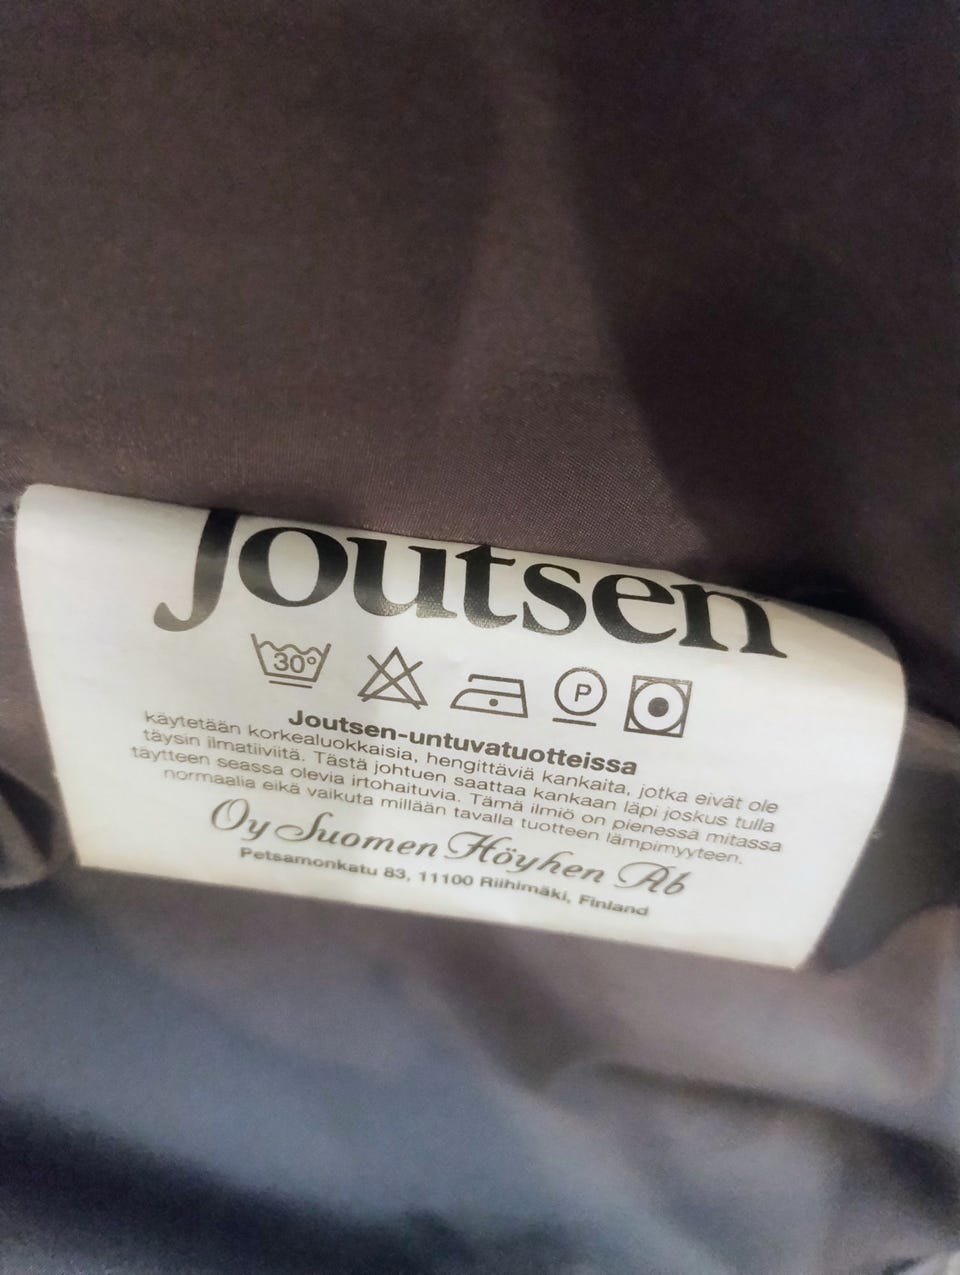 Joutsen
30°
P
Joutsen-untuvatuotteissa
käytetään korkealuokkaisia, hengittäviä kankaita, jotka eivät ole
täysin ilmatiiviitä. Tästä johtuen saattaa kankaan läpi joskus tulla
täytteen seassa olevia irtohaituvia. Tämä ilmiö on pienessä mitassa
normaalia eikä vaikuta millään tavalla tuotteen lämpimyyteen.
Oy Suomen Höyhen Ab
Petsamonkatu 83, 11100 Riihimäki, Finland